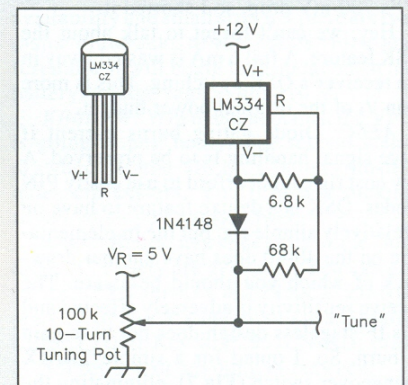 +12 V
LM334
CZ
V+
LM334
CZ
R
V+
V–
R
V–
6.8 k
1N4148
68 k
V_R = 5 V
100 k
10-Turn
Tuning Pot
"Tune"